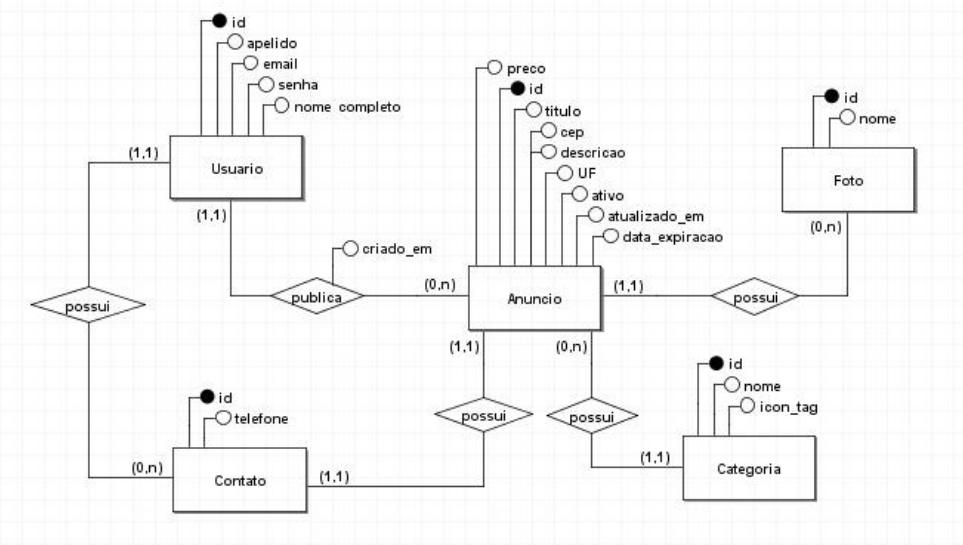 id
apelido
email
senha
nome completo
(1,1)
Usuario
(1,1)
preco
id
titulo
cep
descricao
UF
ativo
atualizado_em
data_expiracao
id
nome
Foto
(0,n)
criado_em
publica
(0,n)
Anuncio
(1,1)
possui
possui
(1,1)
(0,n)
possui
possui
id
telefone
(0,n)
Contato
(1,1)
id
nome
icon_tag
(1,1)
Categoria